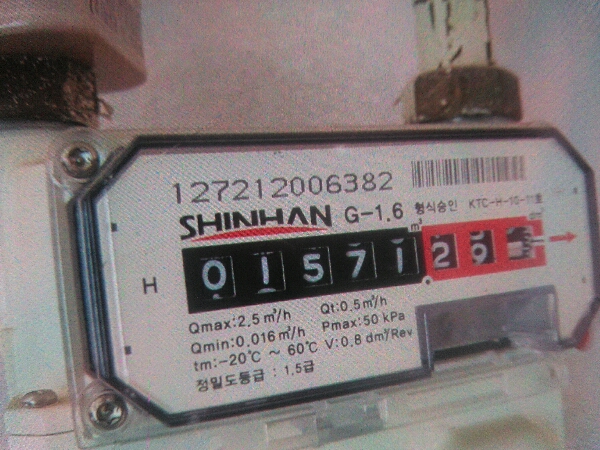 127212006382
SHINHAN G-1.6 형식승인 KTC-H-10-11호
H 01571 26
m³
Qmax:2.5㎥/h Qt:0.5㎥/h
Qmin:0.016㎥/h Pmax:50 kPa
tm:-20℃ ~ 60℃ V:0.8 dm³/Rev
정밀도등급 : 1.5급